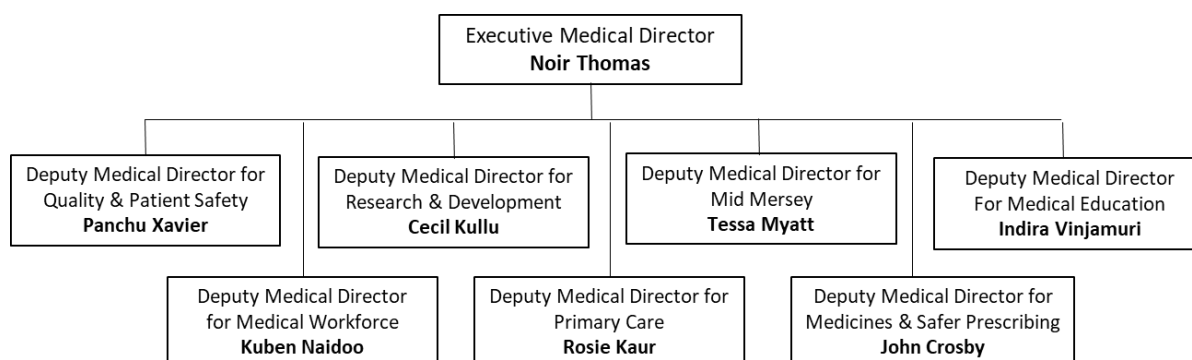 Executive Medical Director
Noir Thomas
Deputy Medical Director for
Quality & Patient Safety
Panchu Xavier
Deputy Medical Director for
Research & Development
Cecil Kullu
Deputy Medical Director for
Mid Mersey
Tessa Myatt
Deputy Medical Director
For Medical Education
Indira Vinjamuri
Deputy Medical Director
for Medical Workforce
Kuben Naidoo
Deputy Medical Director for
Primary Care
Rosie Kaur
Deputy Medical Director for
Medicines & Safer Prescribing
John Crosby